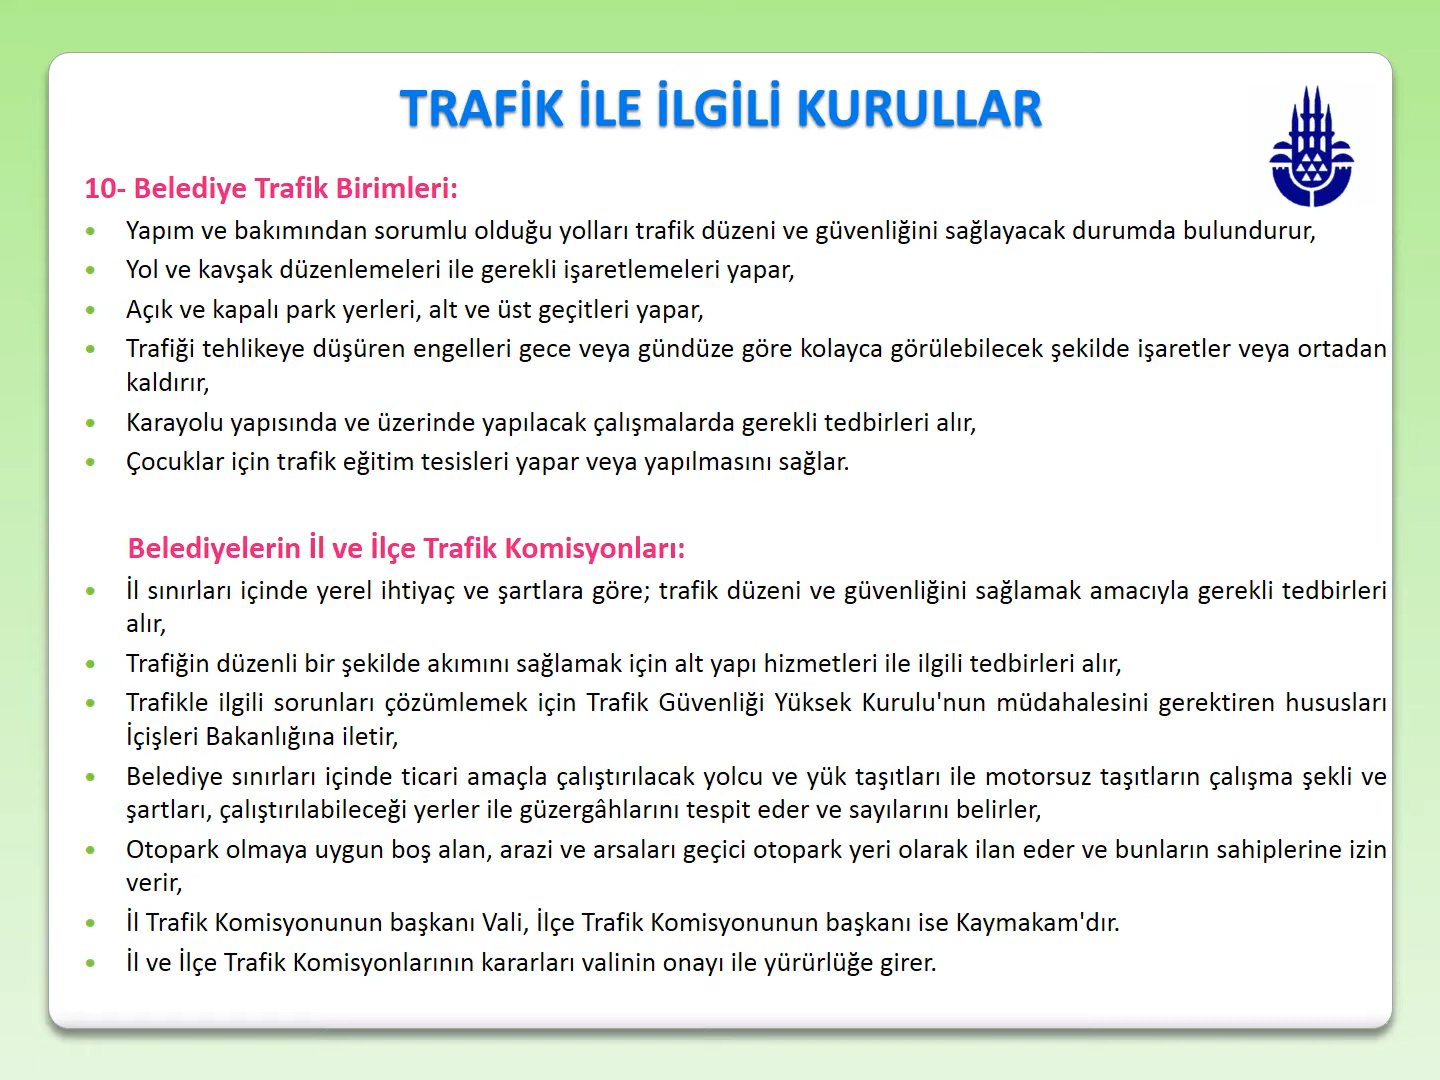 TRAFİK İLE İLGİLİ KURULLAR
10- Belediye Trafik Birimleri:
• Yapım ve bakımından sorumlu olduğu yolları trafik düzeni ve güvenliğini sağlayacak durumda bulundurur,
• Yol ve kavşak düzenlemeleri ile gerekli işaretlemeleri yapar,
• Açık ve kapalı park yerleri, alt ve üst geçitleri yapar,
• Trafiği tehlikeye düşüren engelleri gece veya gündüze göre kolayca görülebilecek şekilde işaretler veya ortadan
kaldırır,
• Karayolu yapısında ve üzerinde yapılacak çalışmalarda gerekli tedbirleri alır,
• Çocuklar için trafik eğitim tesisleri yapar veya yapılmasını sağlar.
Belediyelerin İl ve İlçe Trafik Komisyonları:
• İl sınırları içinde yerel ihtiyaç ve şartlara göre; trafik düzeni ve güvenliğini sağlamak amacıyla gerekli tedbirleri
alır,
• Trafiğin düzenli bir şekilde akımını sağlamak için alt yapı hizmetleri ile ilgili tedbirleri alır,
• Trafikle ilgili sorunları çözümlemek için Trafik Güvenliği Yüksek Kurulu'nun müdahalesini gerektiren hususları
İçişleri Bakanlığına iletir,
• Belediye sınırları içinde ticari amaçla çalıştırılacak yolcu ve yük taşıtları ile motorsuz taşıtların çalışma şekli ve
şartları, çalıştırılabileceği yerler ile güzergâhlarını tespit eder ve sayılarını belirler,
• Otopark olmaya uygun boş alan, arazi ve arsaları geçici otopark yeri olarak ilan eder ve bunların sahiplerine izin
verir,
• İl Trafik Komisyonunun başkanı Vali, İlçe Trafik Komisyonunun başkanı ise Kaymakam'dır.
• İl ve İlçe Trafik Komisyonlarının kararları valinin onayı ile yürürlüğe girer.